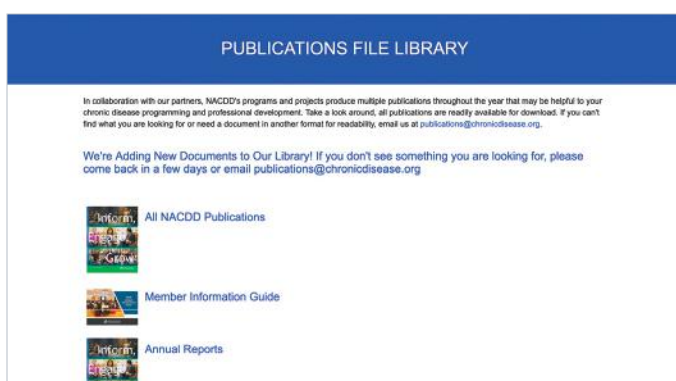 PUBLICATIONS FILE LIBRARY
In collaboration with our partners, NACDD's programs and projects produce multiple publications throughout the year that may be helpful to your
chronic disease programming and professional development. Take a look around, all publications are readily available for download. If you can't
find what you are looking for or need a document in another format for readability, email us at publications@chronicdisease.org.
We're Adding New Documents to Our Library! If you don't see something you are looking for, please
come back in a few days or email publications@chronicdisease.org
Inform,
Engage,
Grow
All NACDD Publications
Member Information Guide
Inform,
Engage,
Annual Reports